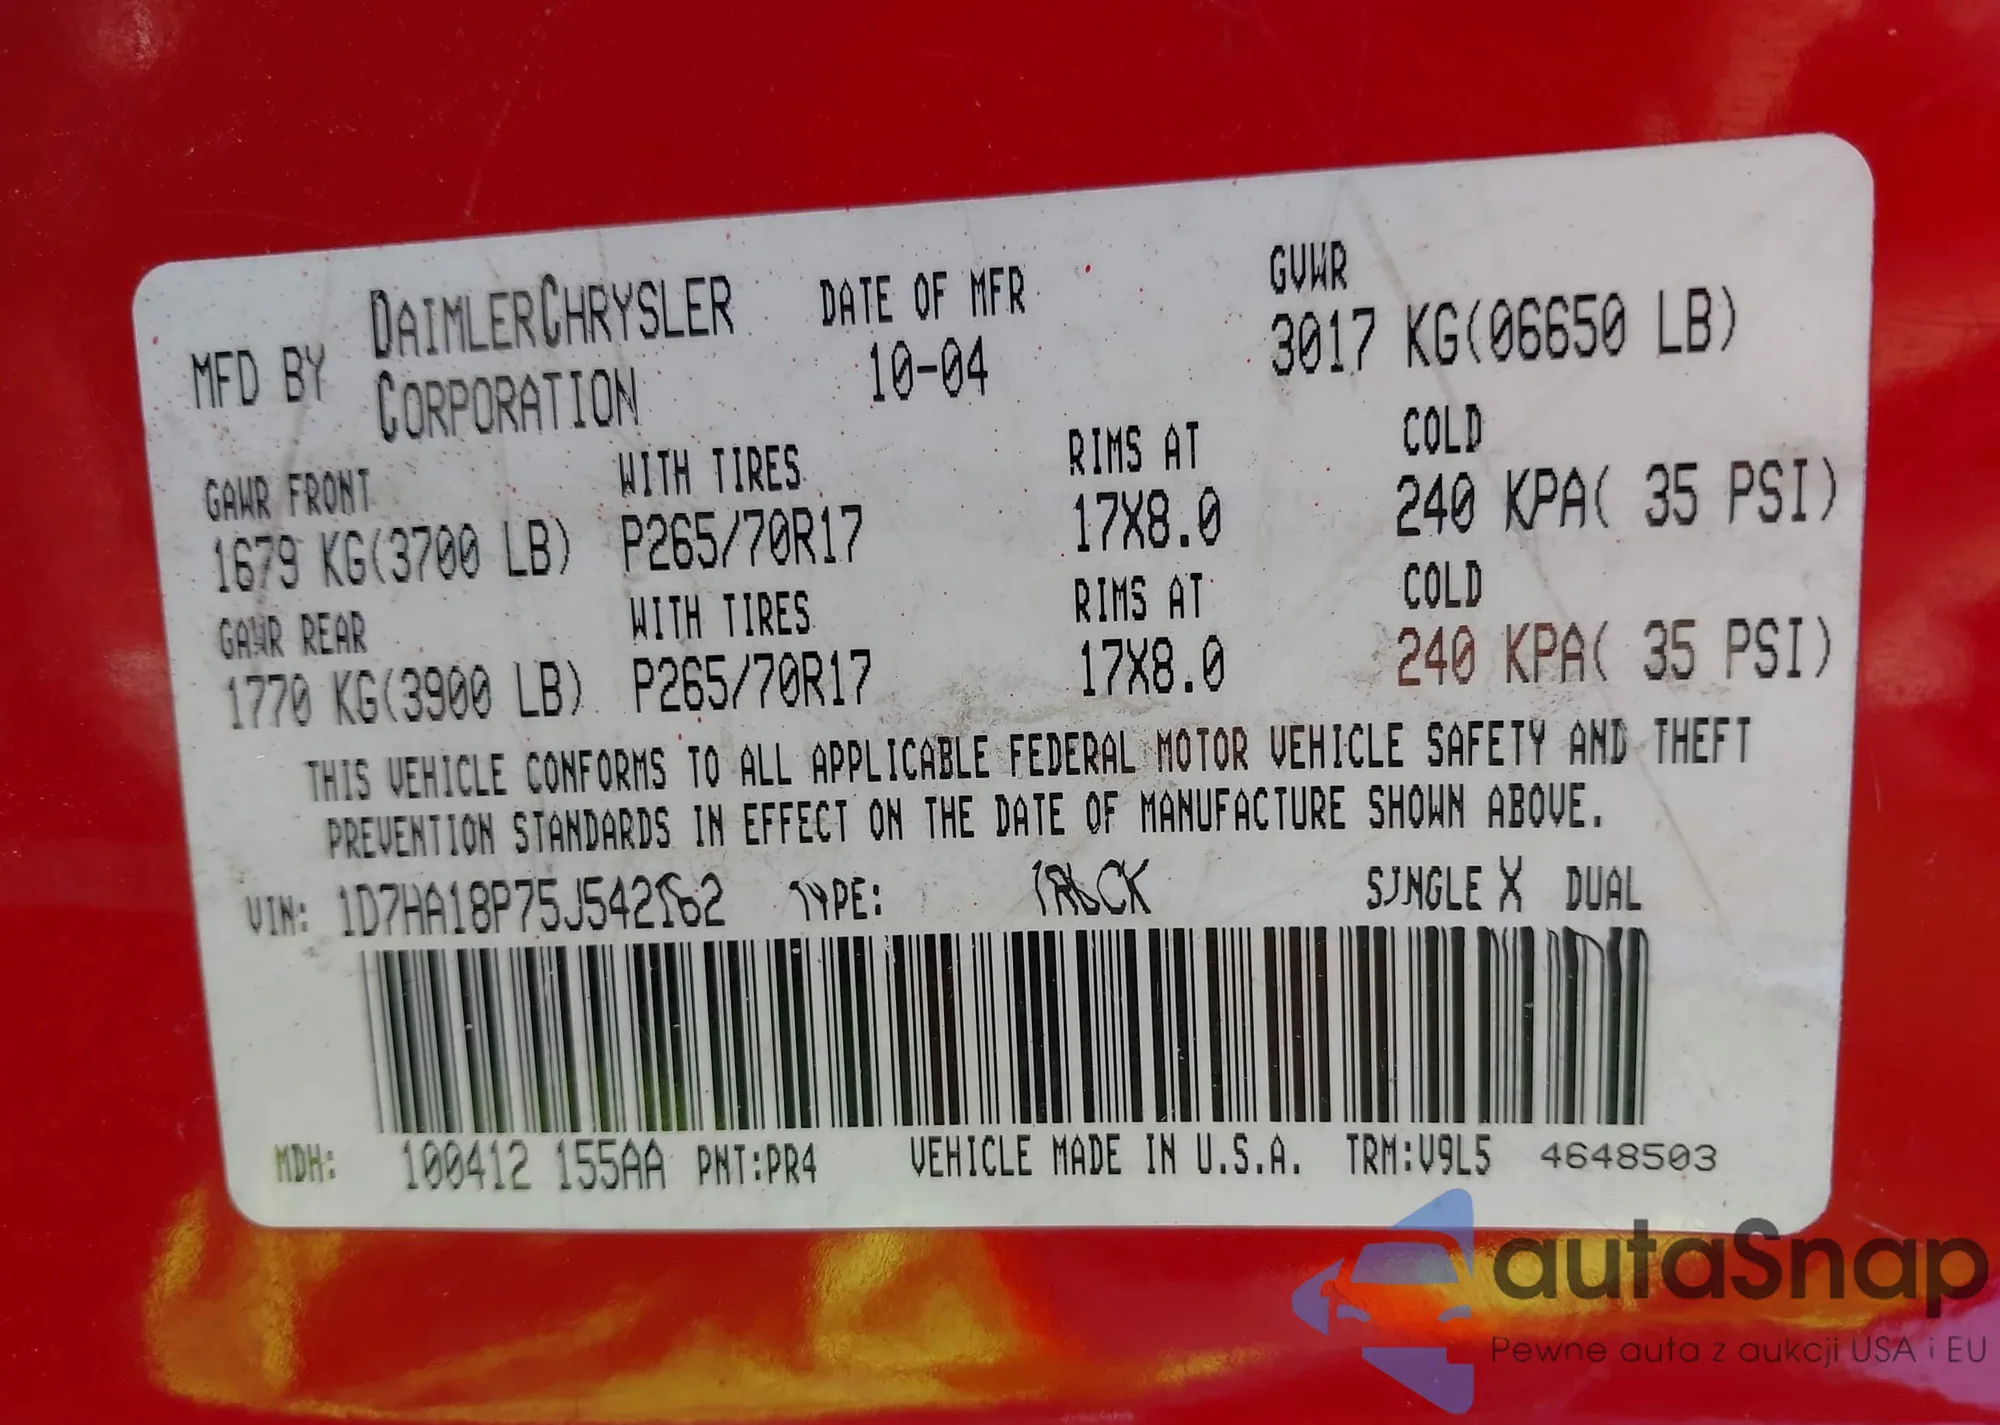 MFD BY DAIMLERCHRYSLER CORPORATION DATE OF MFR 10-04 GVWR 3017 KG(06650 LB)
GAWR FRONT WITH TIRES RIMS AT COLD
1679 KG(3700 LB) P265/70R17 17X8.0 240 KPA( 35 PSI)
GAWR REAR WITH TIRES RIMS AT COLD
1770 KG(3900 LB) P265/70R17 17X8.0 240 KPA( 35 PSI)
THIS VEHICLE CONFORMS TO ALL APPLICABLE FEDERAL MOTOR VEHICLE SAFETY AND THEFT
PREVENTION STANDARDS IN EFFECT ON THE DATE OF MANUFACTURE SHOWN ABOVE.
VIN: TYPE: TRUCK SINGLE X DUAL
MDH: 100412 155AA PNT:PR4 VEHICLE MADE IN U.S.A. TRM:V9L5 4648503
autaSnap
Pewne auta z aukcji USA i EU